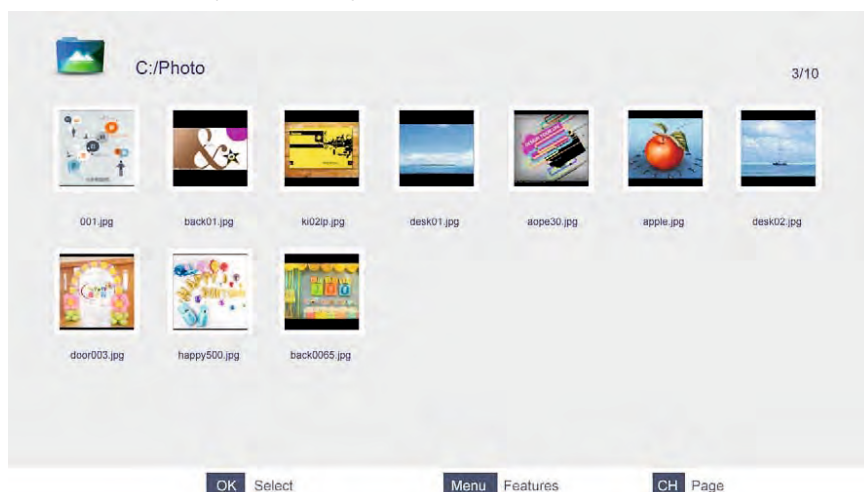 C:/Photo
3/10
001.jpg back01.jpg ki02lp.jpg desk01.jpg aope30.jpg apple.jpg desk02.jpg
door003.jpg happy500.jpg back0065.jpg
OK Select Menu Features CH Page